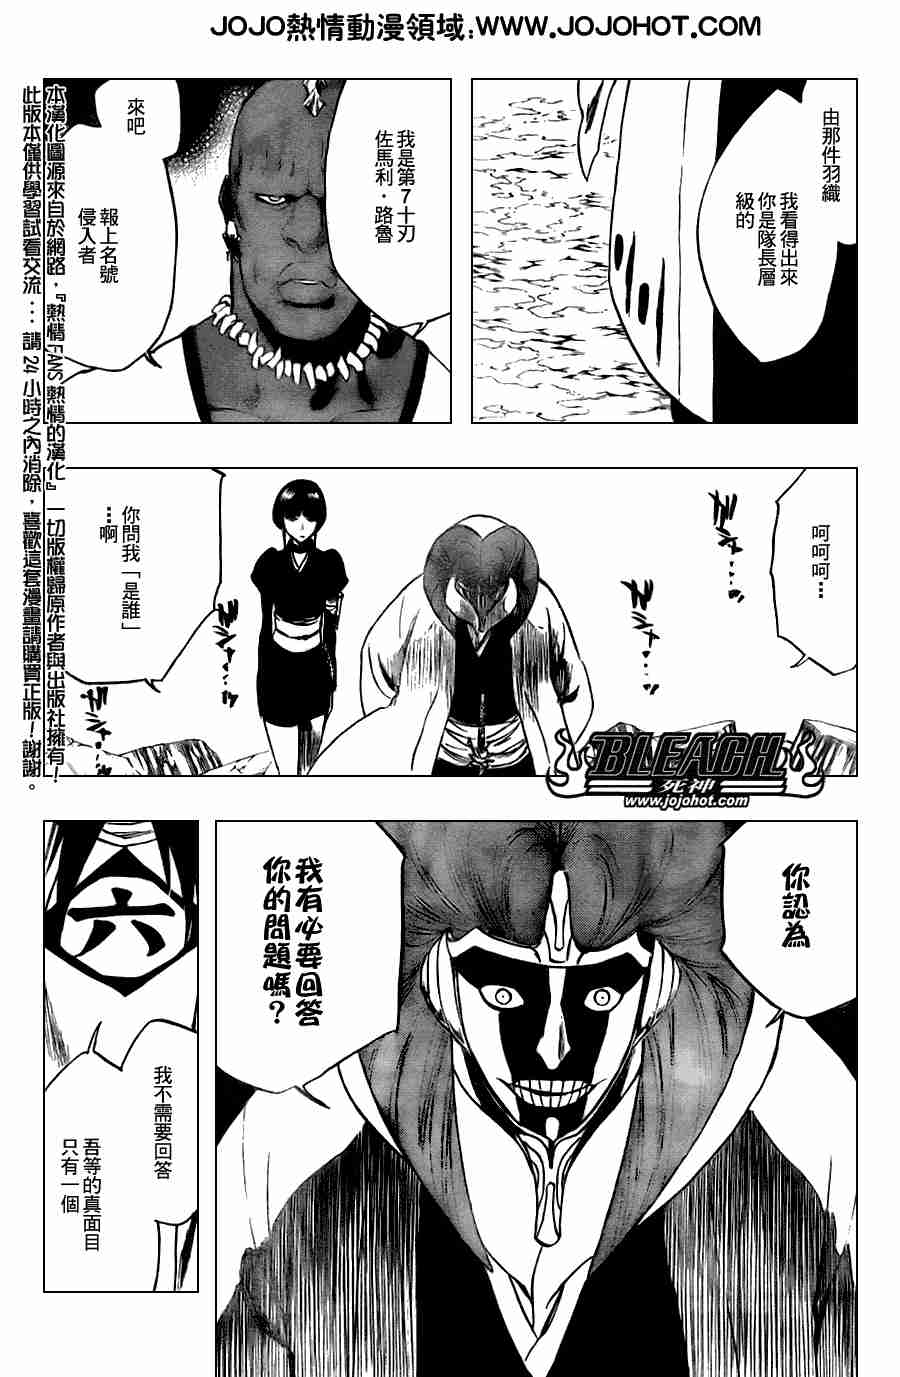 JOJO熱情動漫領域:WWW.JOJOHOT.COM
由那件羽織
我看得出來
你是隊長層
級的
我是第7十刃
佐馬利・路魯
來吧
報上名號
侵入者
呵呵呵…
你問我「是誰」
…啊
BLEACH
死神
www.jojohot.com
你認為
我有必要回答
你的問題嗎？
六
我不需要回答
吾等的真面目
只有一個
本漢化圖源來自於網路，『熱情FANS熱情的漢化』一切版權歸原作者與出版社擁有！
此版本僅供學習試看交流... 請24小時之內消除，喜歡這套漫畫請購買正版！謝謝。